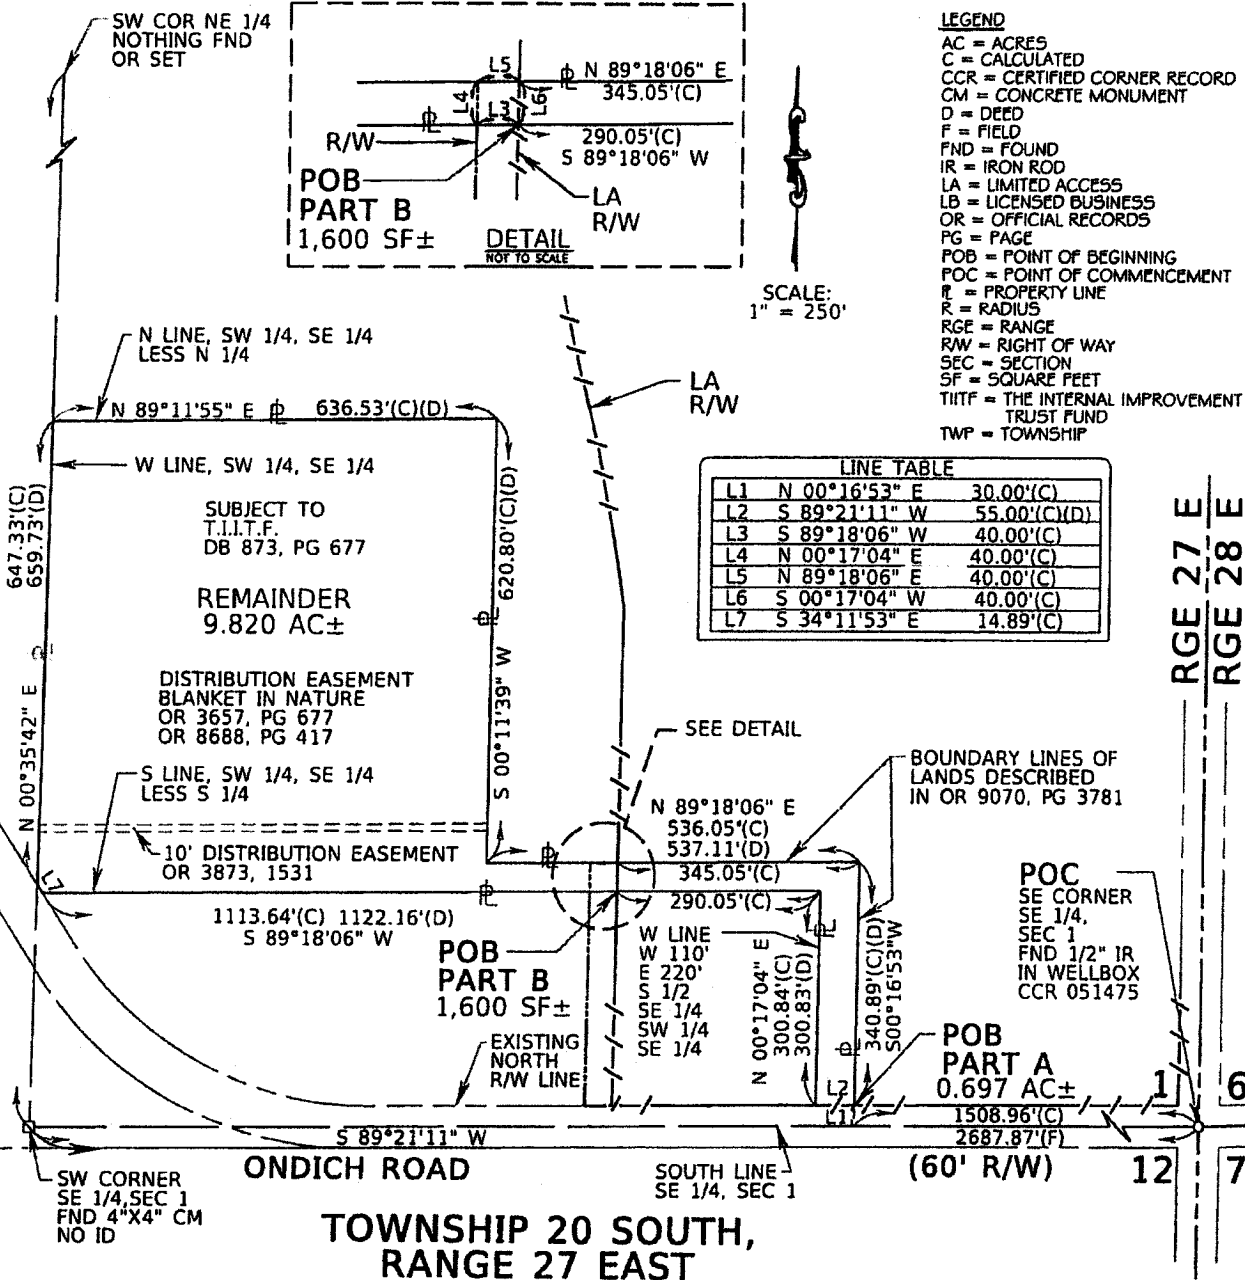 SW COR NE 1/4
NOTHING FND
OR SET
L5
N 89°18'06" E
345.05'(C)
L4
L3
L6
290.05'(C)
S 89°18'06" W
R/W
POB
PART B
1,600 SF±
LA
R/W
DETAIL
NOT TO SCALE
SCALE:
1" = 250'
LEGEND
AC = ACRES
C = CALCULATED
CCR = CERTIFIED CORNER RECORD
CM = CONCRETE MONUMENT
D = DEED
F = FIELD
FND = FOUND
IR = IRON ROD
LA = LIMITED ACCESS
LB = LICENSED BUSINESS
OR = OFFICIAL RECORDS
PG = PAGE
POB = POINT OF BEGINNING
POC = POINT OF COMMENCEMENT
PL = PROPERTY LINE
R = RADIUS
RGE = RANGE
R/W = RIGHT OF WAY
SEC = SECTION
SF = SQUARE FEET
TIITF = THE INTERNAL IMPROVEMENT
TRUST FUND
TWP = TOWNSHIP
N LINE, SW 1/4, SE 1/4
LESS N 1/4
N 89°11'55" E PL 636.53'(C)(D)
W LINE, SW 1/4, SE 1/4
LA
R/W
647.33'(C)
659.73'(D)
SUBJECT TO
T.I.I.T.F.
DB 873, PG 677
REMAINDER
9.820 AC±
620.80'(C)(D)
S 00°11'39" W
LINE TABLE
L1 N 00°16'53" E 30.00'(C)
L2 S 89°21'11" W 55.00'(C)(D)
L3 S 89°18'06" W 40.00'(C)
L4 N 00°17'04" E 40.00'(C)
L5 N 89°18'06" E 40.00'(C)
L6 S 00°17'04" W 40.00'(C)
L7 S 34°11'53" E 14.89'(C)
RGE 27 E
RGE 28 E
DISTRIBUTION EASEMENT
BLANKET IN NATURE
OR 3657, PG 677
OR 8688, PG 417
N 00°35'42" E
S LINE, SW 1/4, SE 1/4
LESS S 1/4
10' DISTRIBUTION EASEMENT
OR 3873, 1531
L7
SEE DETAIL
N 89°18'06" E
536.05'(C)
537.11'(D)
345.05'(C)
290.05'(C)
BOUNDARY LINES OF
LANDS DESCRIBED
IN OR 9070, PG 3781
1113.64'(C) 1122.16'(D)
S 89°18'06" W
POB
PART B
1,600 SF±
W LINE
W 110'
E 220'
S 1/2
SE 1/4
SW 1/4
SE 1/4
N 00°17'04" E
300.84'(C)
300.83'(D)
340.89'(C)(D)
S00°16'53"W
POC
SE CORNER
SE 1/4,
SEC 1
FND 1/2" IR
IN WELLBOX
CCR 051475
EXISTING
NORTH
R/W LINE
POB
PART A
0.697 AC±
L2
L1
1 6
1508.96'(C)
S 89°21'11" W
2687.87'(F)
ONDICH ROAD
(60' R/W)
12 7
SW CORNER
SE 1/4,SEC 1
FND 4"X4" CM
NO ID
SOUTH LINE
SE 1/4, SEC 1
TOWNSHIP 20 SOUTH,
RANGE 27 EAST